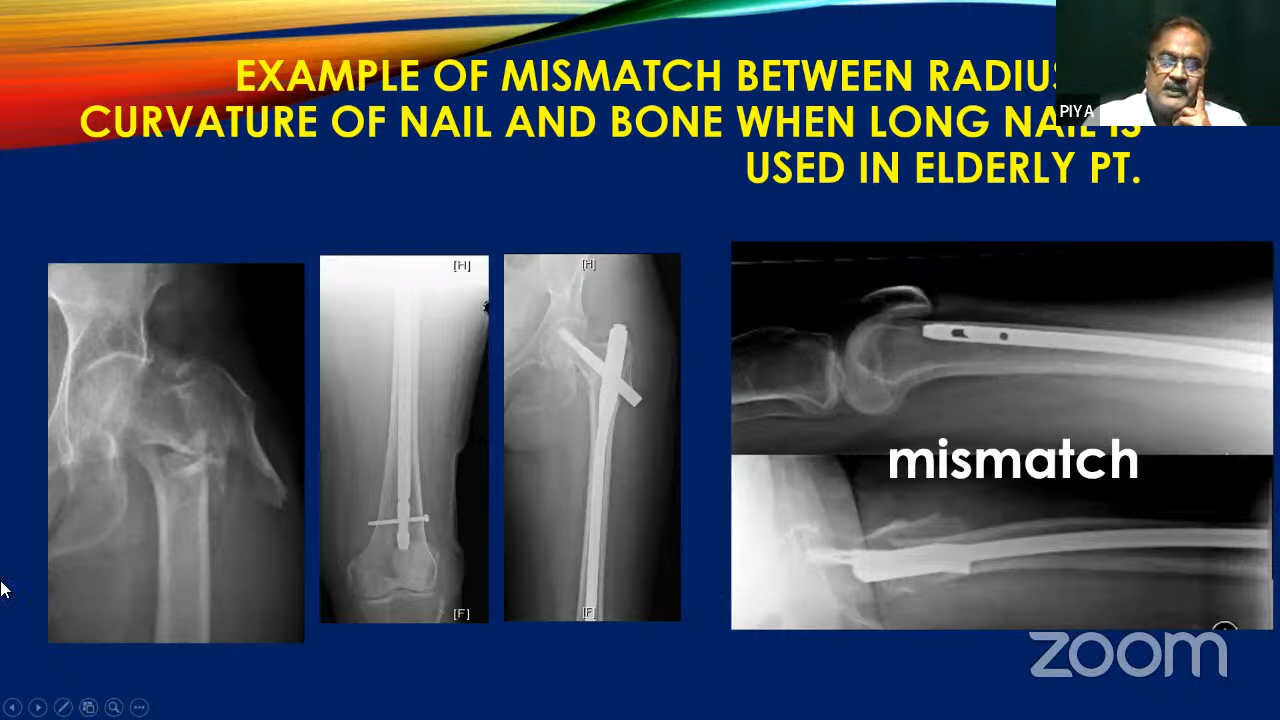 EXAMPLE OF MISMATCH BETWEEN RADIUS
CURVATURE OF NAIL AND BONE WHEN LONG NAIL IS
USED IN ELDERLY PT.
PIYA
[H]
[H]
[F]
[F]
mismatch
zoom